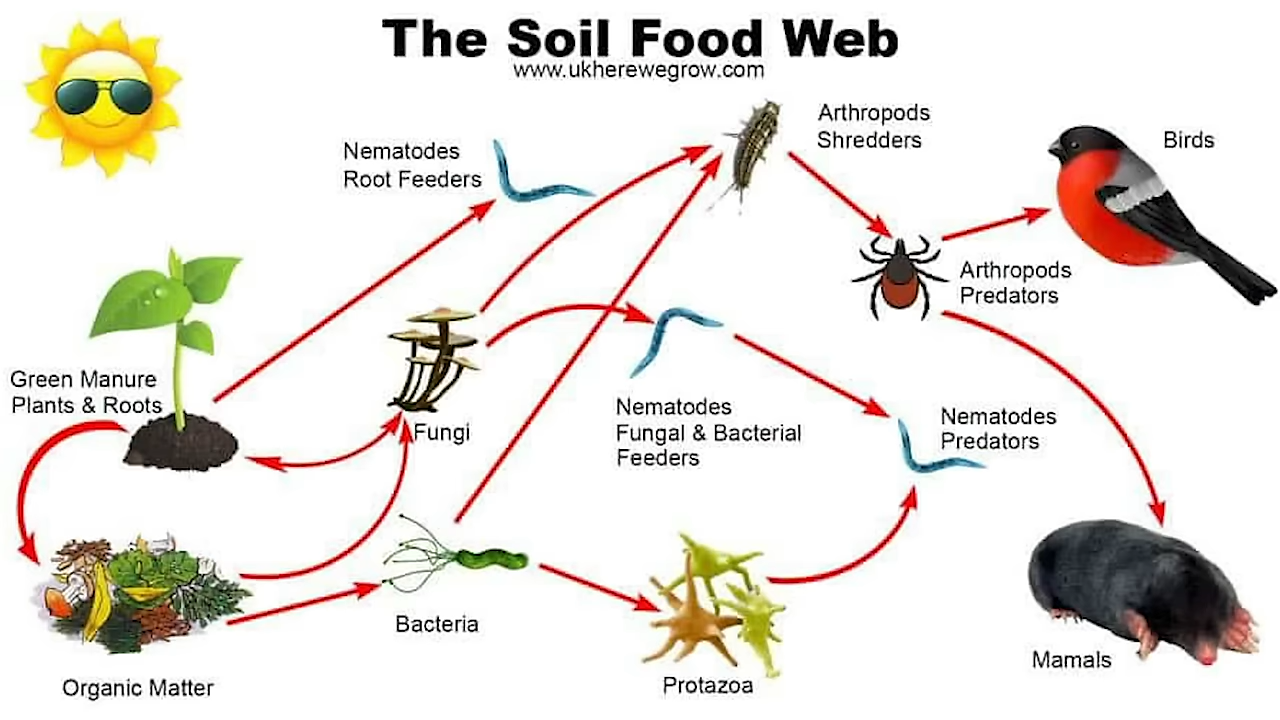 The Soil Food Web
www.ukherewegrow.com
Arthropods
Shredders
Birds
Nematodes
Root Feeders
Arthropods
Predators
Green Manure
Plants & Roots
Fungi
Nematodes
Fungal & Bacterial
Feeders
Nematodes
Predators
Bacteria
Organic Matter
Protazoa
Mamals